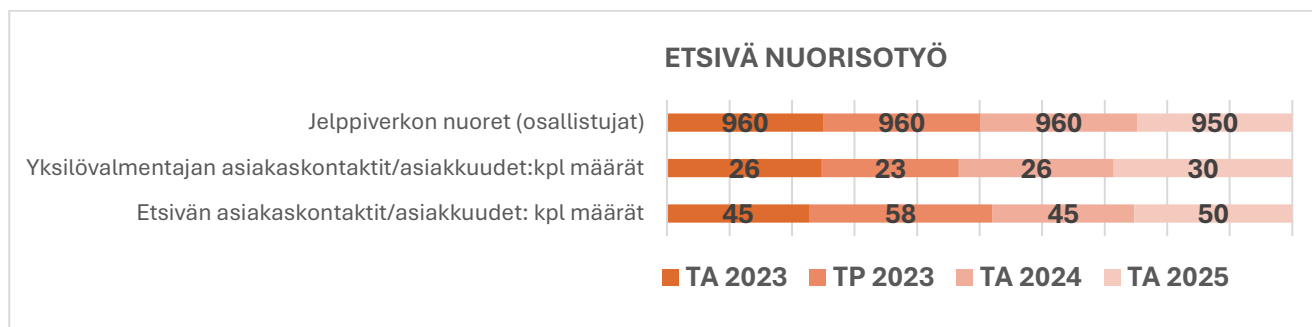 ETSIVÄ NUORISOTYÖ
Jelppiverkon nuoret (osallistujat) 960 960 960 950
Yksilövalmentajan asiakaskontaktit/asiakkuudet:kpl määrät 26 23 26 30
Etsivän asiakaskontaktit/asiakkuudet: kpl määrät 45 58 45 50
TA 2023 TP 2023 TA 2024 TA 2025